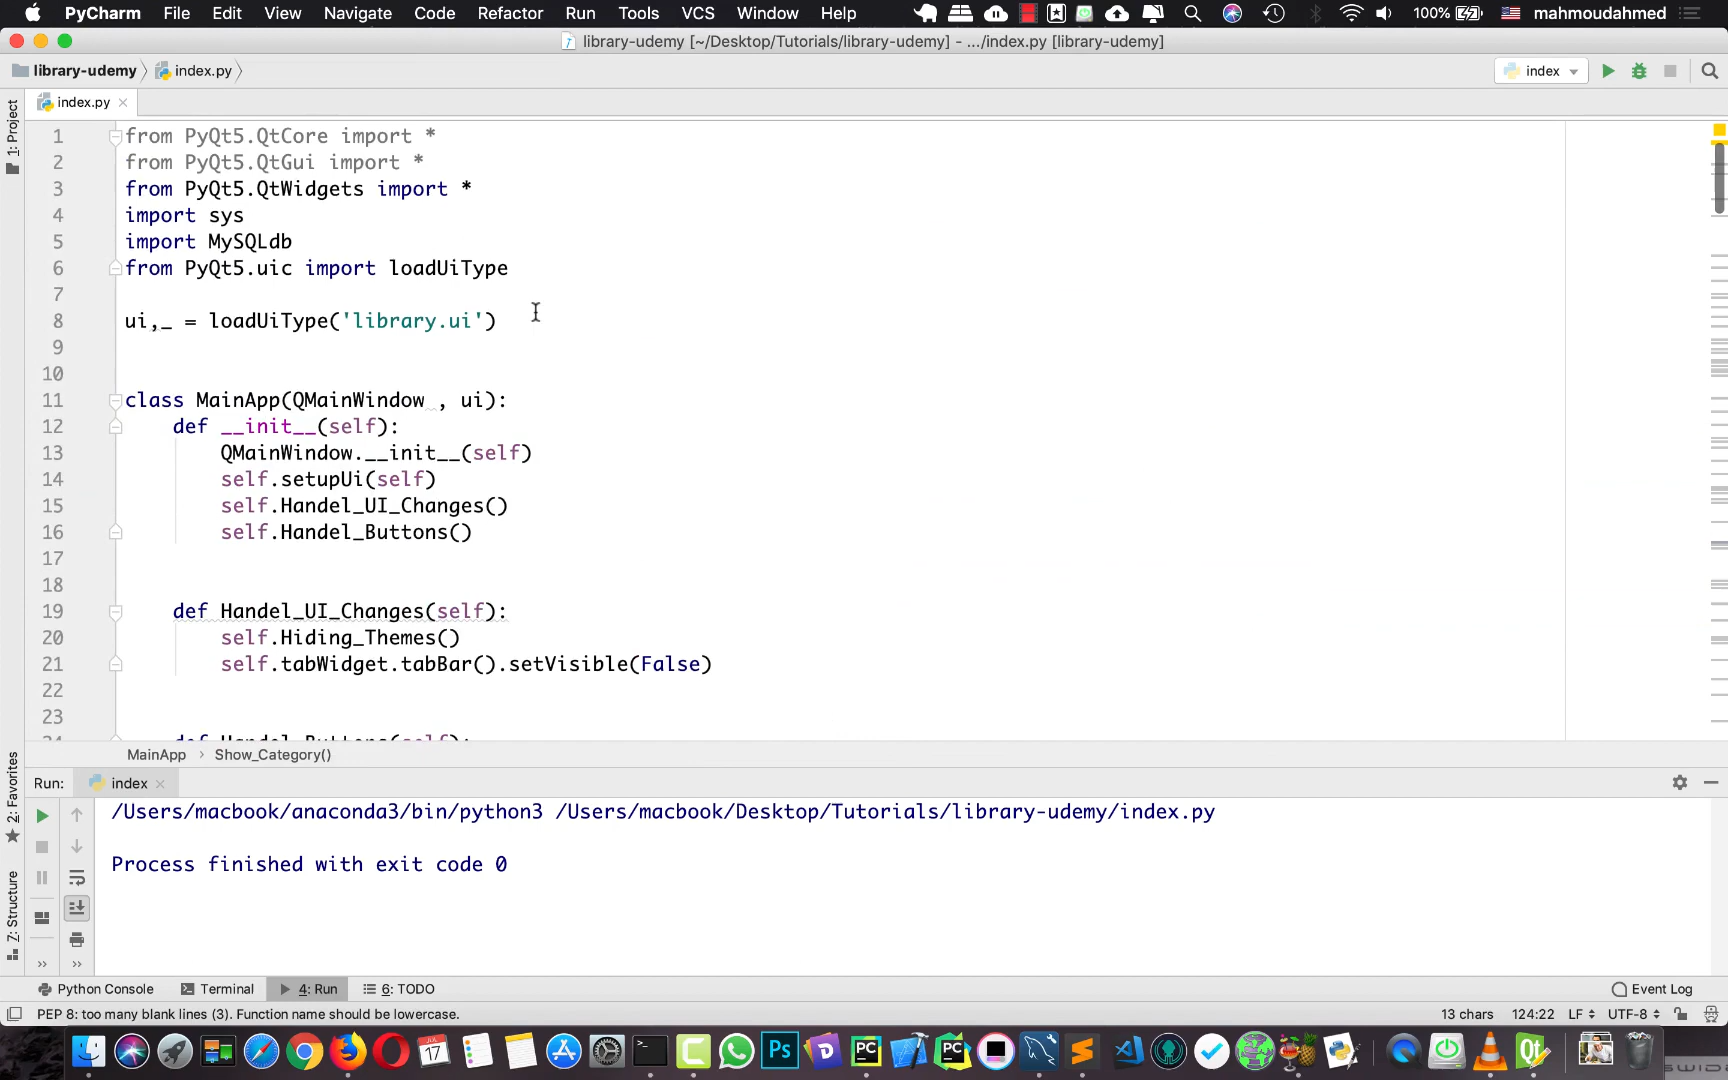 PyCharm File Edit View Navigate Code Refactor Run Tools VCS Window Help 100% mahmoudahmed
library-udemy [~/Desktop/Tutorials/library-udemy] - .../index.py [library-udemy]
library-udemy index.py index
index.py
1: Project
1 from PyQt5.QtCore import *
2 from PyQt5.QtGui import *
3 from PyQt5.QtWidgets import *
4 import sys
5 import MySQLdb
6 from PyQt5.uic import loadUiType
7
8 ui,_ = loadUiType('library.ui')
9
10
11 class MainApp(QMainWindow , ui):
12 def __init__(self):
13 QMainWindow.__init__(self)
14 self.setupUi(self)
15 self.Handel_UI_Changes()
16 self.Handel_Buttons()
17
18
19 def Handel_UI_Changes(self):
20 self.Hiding_Themes()
21 self.tabWidget.tabBar().setVisible(False)
22
23
24 def Handel_Buttons(self):
MainApp Show_Category()
2: Favorites
Run: index
/Users/macbook/anaconda3/bin/python3 /Users/macbook/Desktop/Tutorials/library-udemy/index.py
Process finished with exit code 0
Z: Structure
Python Console Terminal 4: Run 6: TODO Event Log
PEP 8: too many blank lines (3). Function name should be lowercase. 13 chars 124:22 LF UTF-8
17 Ps D PC PC Qt